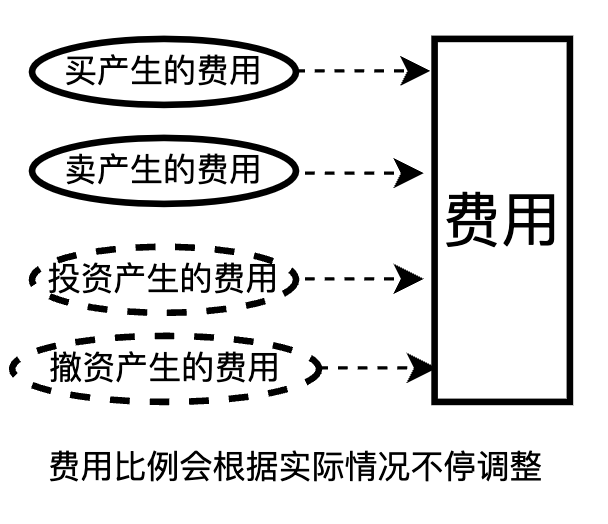 买产生的费用
卖产生的费用
投资产生的费用
撤资产生的费用
费用
费用比例会根据实际情况不停调整